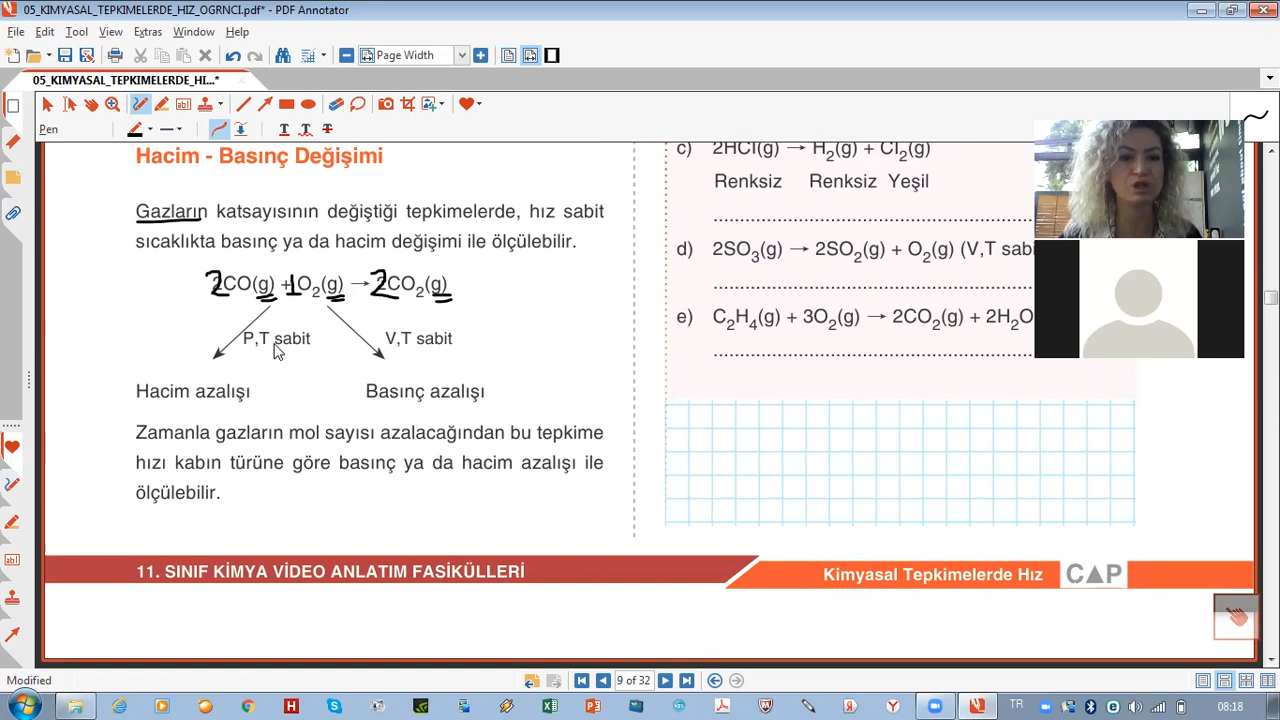 05_KIMYASAL_TEPKIMELERDE_HIZ_OGRNCI.pdf* - PDF Annotator
File Edit Tool View Extras Window Help
Page Width
05_KIMYASAL_TEPKIMELERDE_HI...*
Pen
Hacim - Basınç Değişimi
Gazların katsayısının değiştiği tepkimelerde, hız sabit
sıcaklıkta basınç ya da hacim değişimi ile ölçülebilir.
2CO(g) + 1O₂(g) → 2CO₂(g)
P,T sabit V,T sabit
Hacim azalışı Basınç azalışı
Zamanla gazların mol sayısı azalacağından bu tepkime
hızı kabın türüne göre basınç ya da hacim azalışı ile
ölçülebilir.
c) 2HCl(g) → H₂(g) + Cl₂(g)
Renksiz Renksiz Yeşil
................................................................
d) 2SO₃(g) → 2SO₂(g) + O₂(g) (V,T sabi
................................................................
e) C₂H₄(g) + 3O₂(g) → 2CO₂(g) + 2H₂O
................................................................
11. SINIF KİMYA VİDEO ANLATIM FASİKÜLLERİ
Kimyasal Tepkimelerde Hız CAP
Modified
9 of 32
TR
08:18